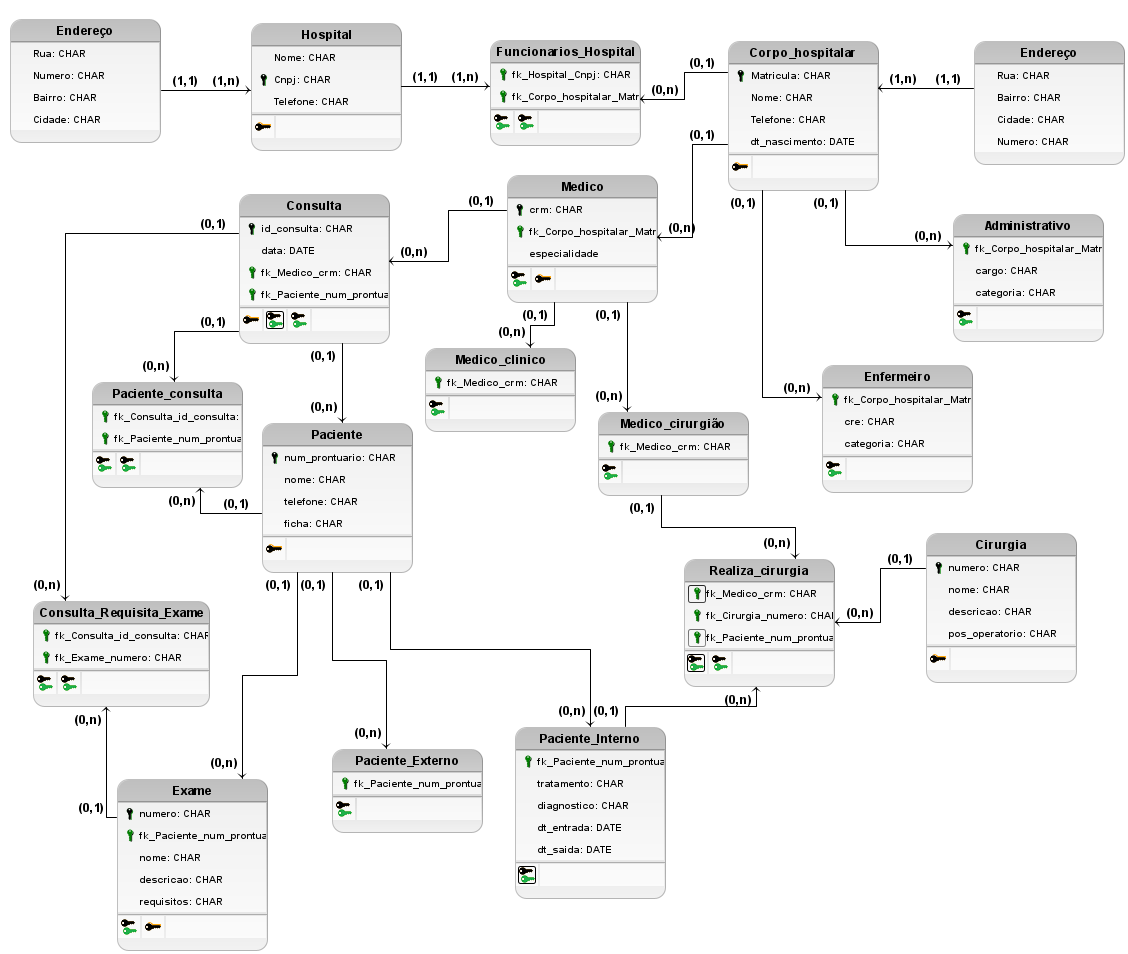 Endereço
Rua: CHAR
Numero: CHAR
Bairro: CHAR
Cidade: CHAR
(1,1)
(1,n)
Hospital
Nome: CHAR
Cnpj: CHAR
Telefone: CHAR
(1,1)
(1,n)
Funcionarios_Hospital
fk_Hospital_Cnpj: CHAR
fk_Corpo_hospitalar_Matr
(0,1)
(0,n)
Corpo_hospitalar
Matricula: CHAR
Nome: CHAR
Telefone: CHAR
dt_nascimento: DATE
(1,n)
(1,1)
Endereço
Rua: CHAR
Bairro: CHAR
Cidade: CHAR
Numero: CHAR
(0,1)
(0,n)
(0,1)
(0,1)
(0,n)
Administrativo
fk_Corpo_hospitalar_Matr
cargo: CHAR
categoria: CHAR
Medico
crm: CHAR
fk_Corpo_hospitalar_Matr
especialidade
(0,1)
(0,n)
Consulta
id_consulta: CHAR
data: DATE
fk_Medico_crm: CHAR
fk_Paciente_num_prontua
(0,1)
(0,1)
(0,n)
(0,1)
(0,n)
(0,1)
(0,n)
Medico_clinico
fk_Medico_crm: CHAR
(0,1)
(0,n)
Medico_cirurgião
fk_Medico_crm: CHAR
(0,n)
Enfermeiro
fk_Corpo_hospitalar_Matr
cre: CHAR
categoria: CHAR
Paciente_consulta
fk_Consulta_id_consulta:
fk_Paciente_num_prontua
(0,n)
(0,1)
Paciente
num_prontuario: CHAR
nome: CHAR
telefone: CHAR
ficha: CHAR
(0,1)
(0,1)
(0,1)
(0,1)
(0,n)
Realiza_cirurgia
fk_Medico_crm: CHAR
fk_Cirurgia_numero: CHAI
fk_Paciente_num_prontua
(0,1)
(0,n)
Cirurgia
numero: CHAR
nome: CHAR
descricao: CHAR
pos_operatorio: CHAR
(0,n)
Consulta_Requisita_Exame
fk_Consulta_id_consulta: CHAR
fk_Exame_numero: CHAR
(0,n)
(0,1)
(0,n)
(0,n)
(0,n)
(0,1)
(0,n)
Paciente_Interno
fk_Paciente_num_prontua
tratamento: CHAR
diagnostico: CHAR
dt_entrada: DATE
dt_saida: DATE
Paciente_Externo
fk_Paciente_num_prontua
Exame
numero: CHAR
fk_Paciente_num_prontua
nome: CHAR
descricao: CHAR
requisitos: CHAR